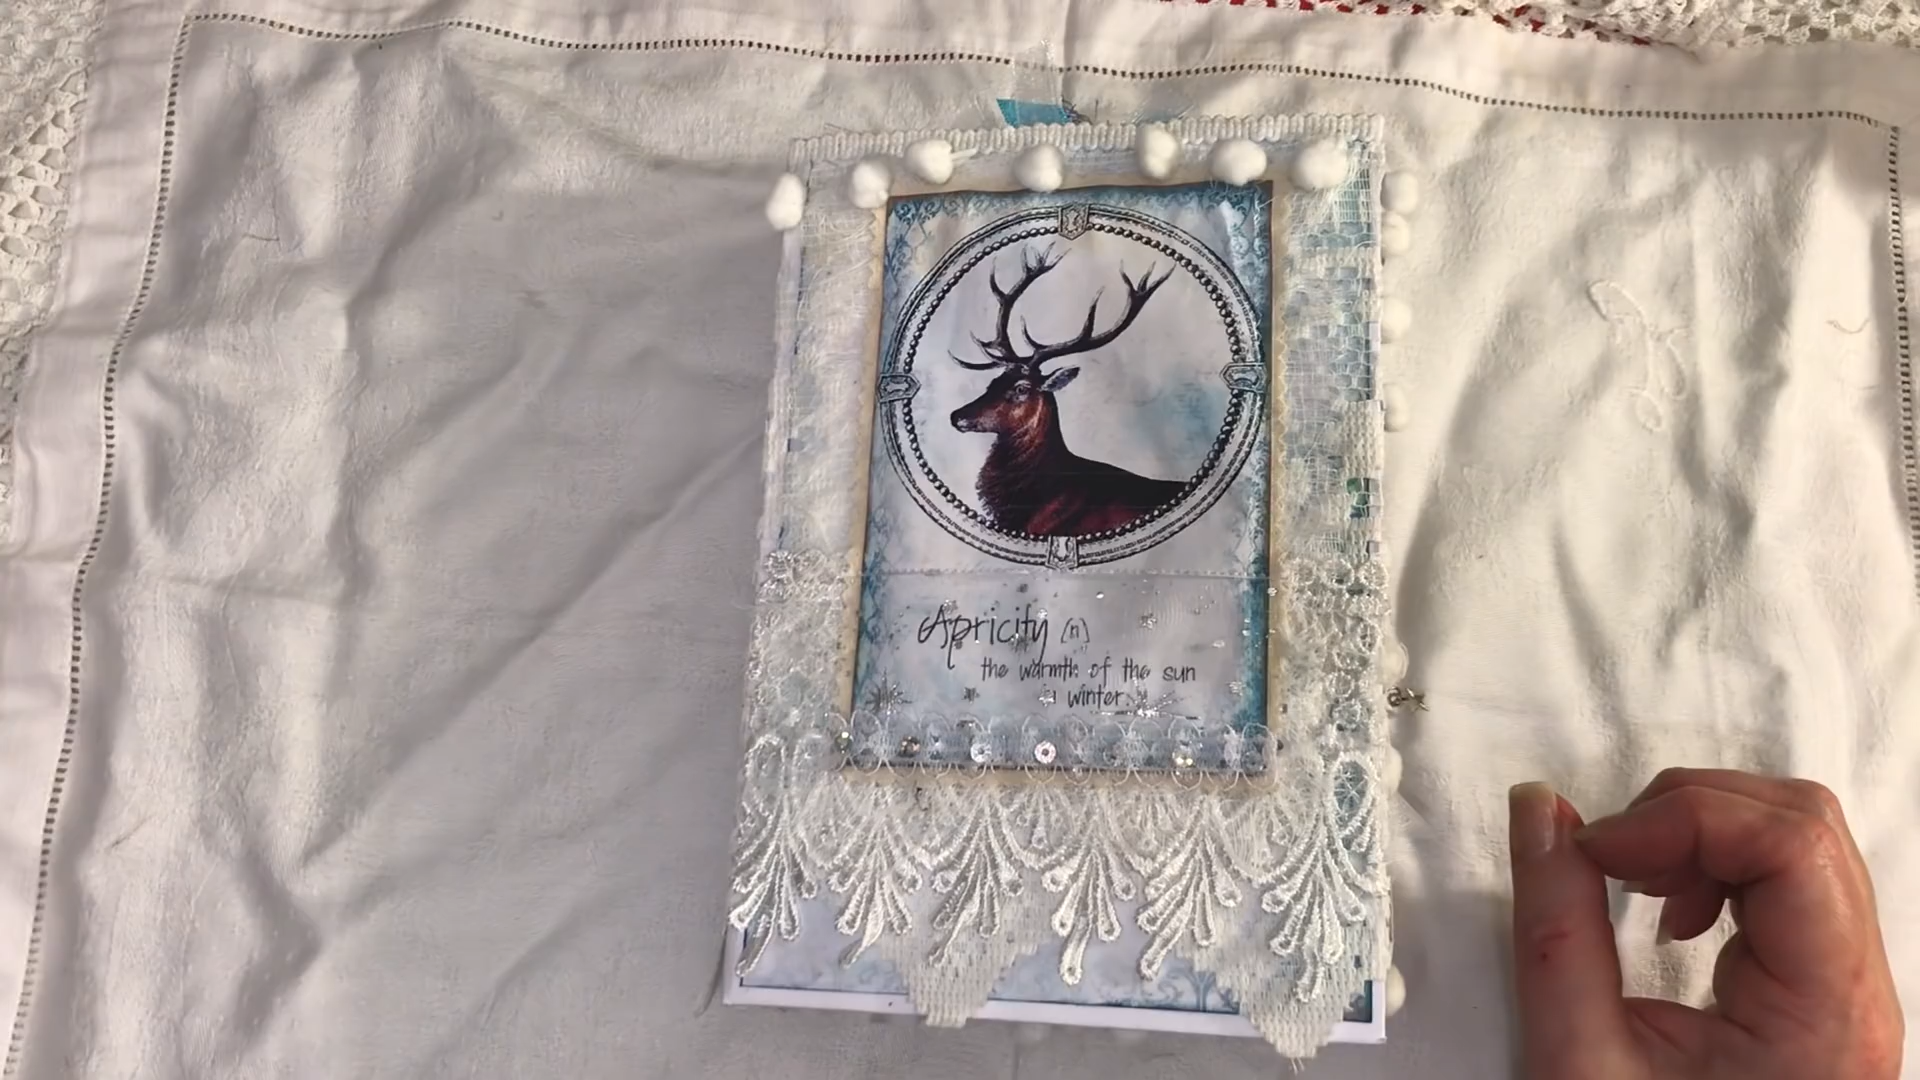 Apricity (n)
the warmth of the sun
winter.